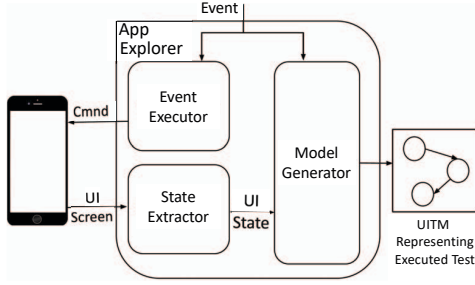 Event
App
Explorer
Event
Executor
Cmnd
Model
Generator
UI
Screen
State
Extractor
UI
State
UITM
Representing
Executed Test